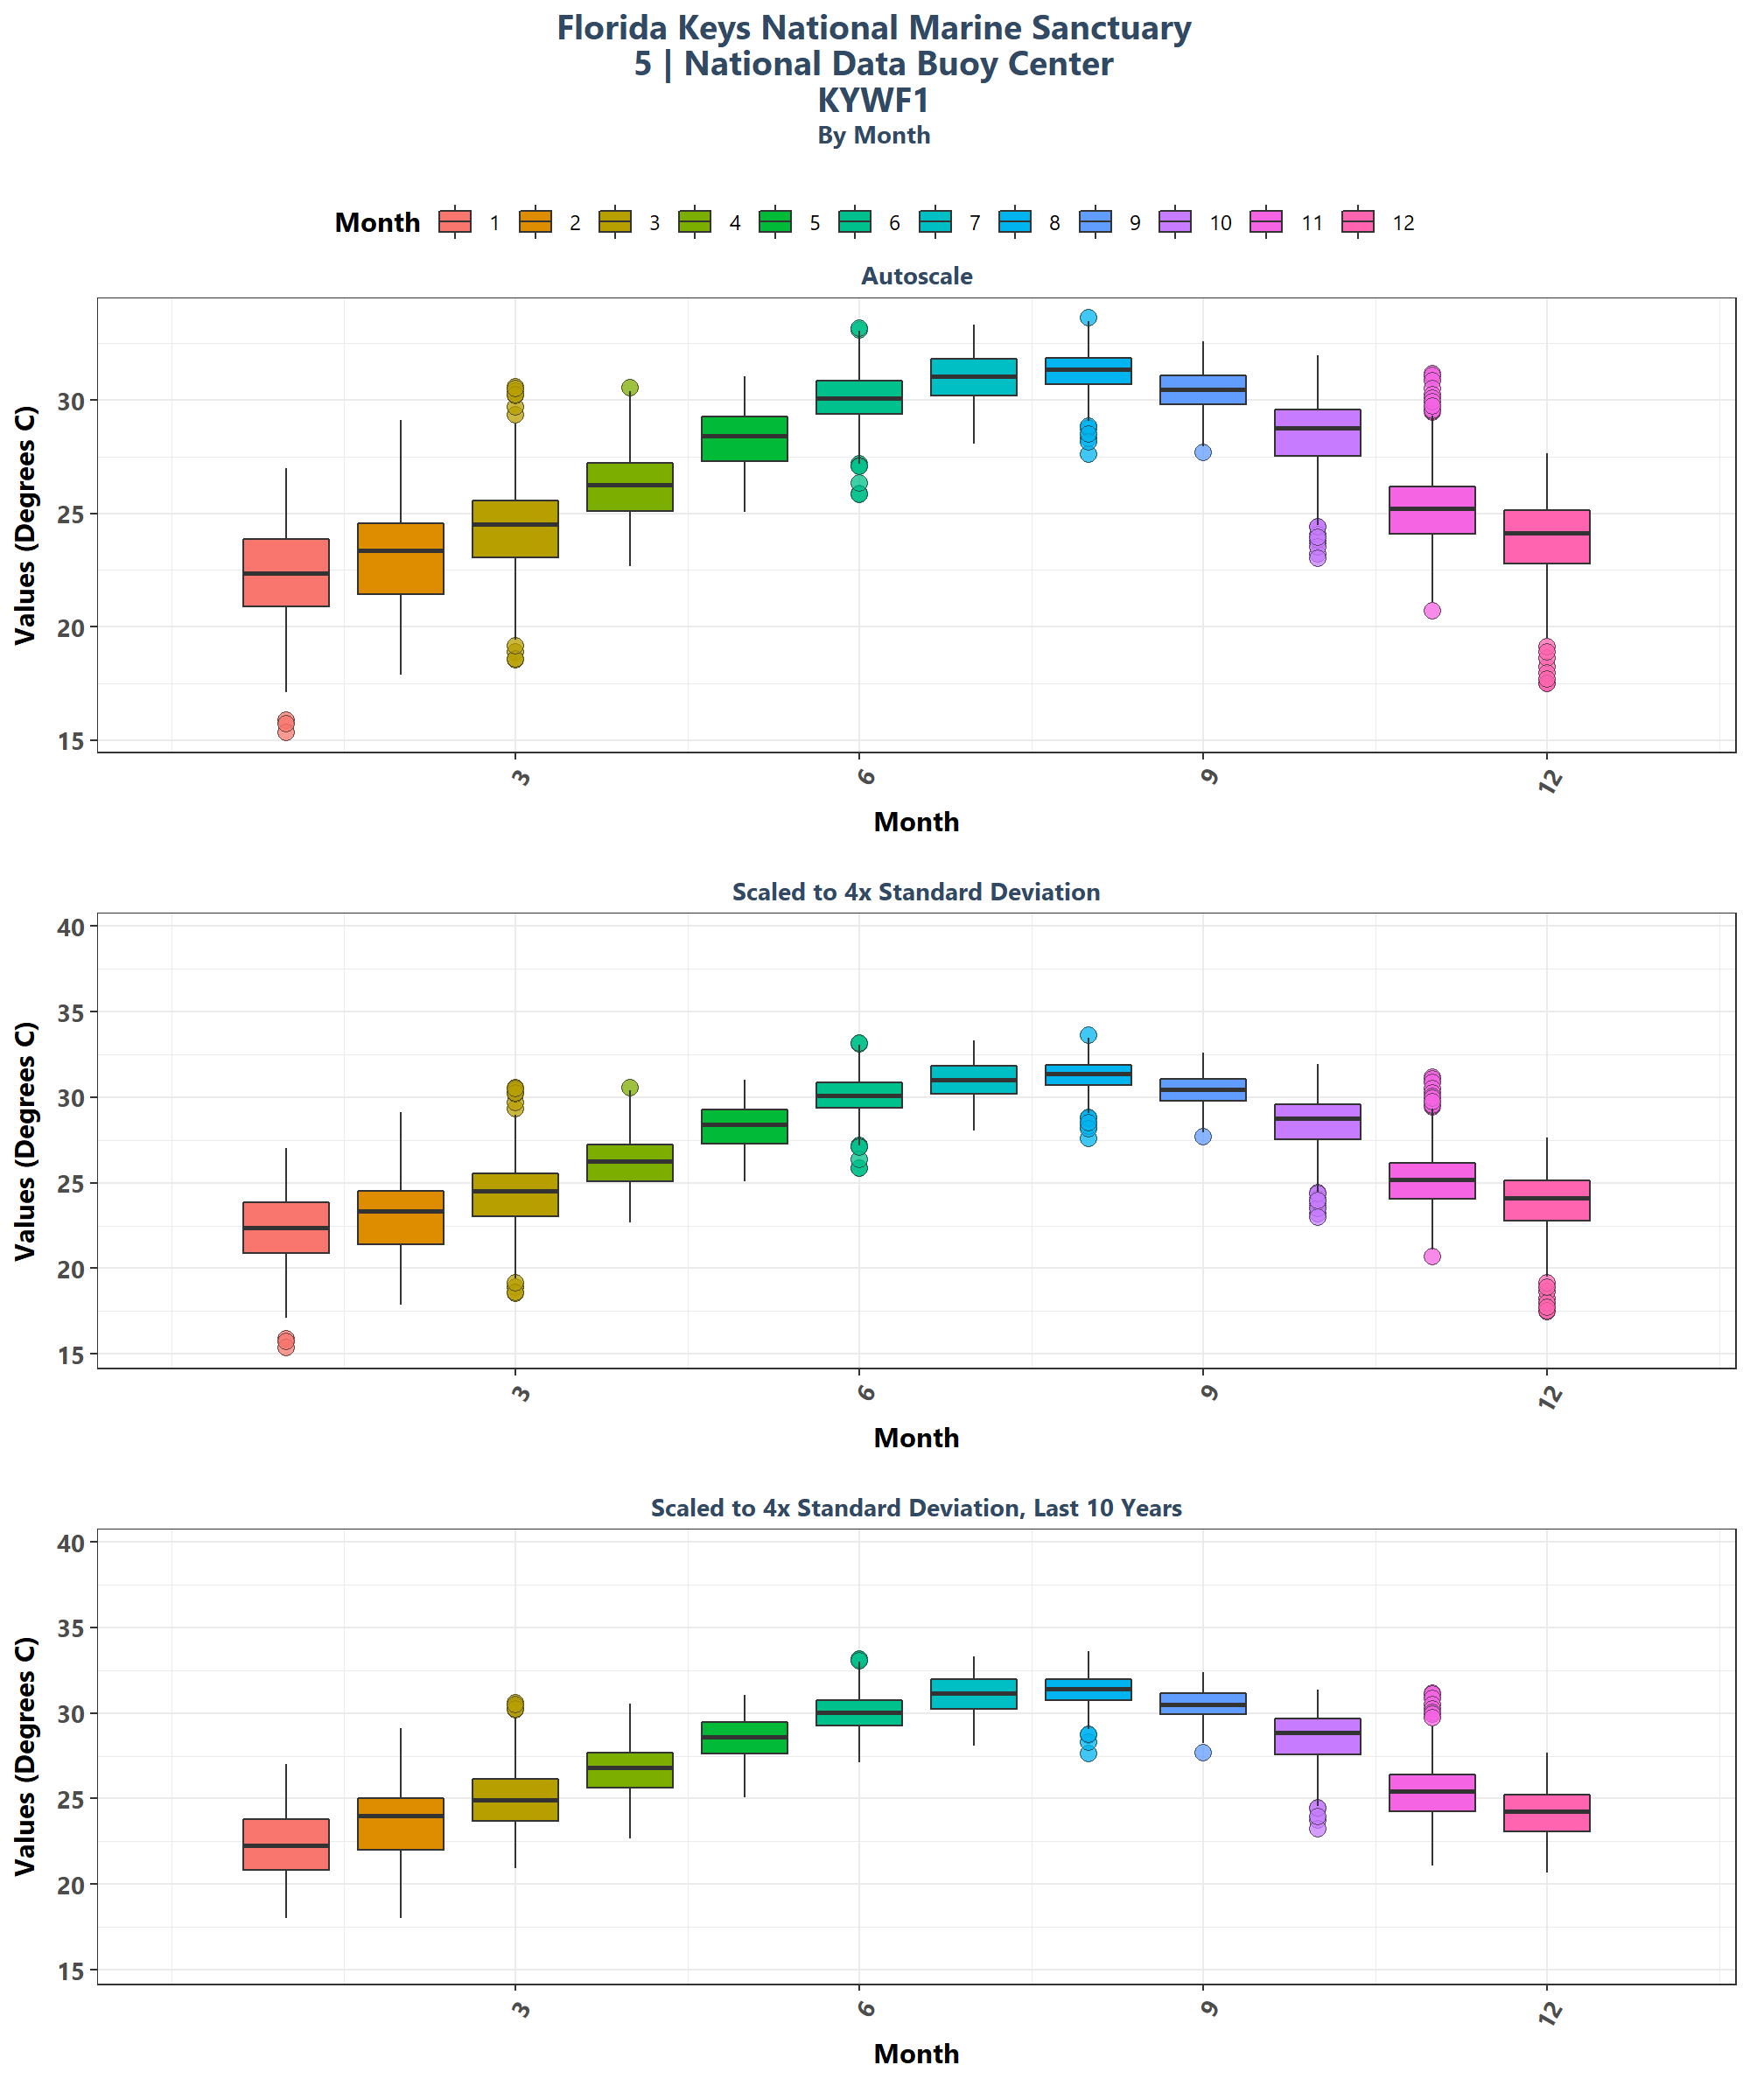 Florida Keys National Marine Sanctuary
5 | National Data Buoy Center
KYWF1
By Month
Month 1 2 3 4 5 6 7 8 9 10 11 12
Autoscale
Values (Degrees C)
30
25
20
15
3 6 9 12
Month
Scaled to 4x Standard Deviation
Values (Degrees C)
40
35
30
25
20
15
3 6 9 12
Month
Scaled to 4x Standard Deviation, Last 10 Years
Values (Degrees C)
40
35
30
25
20
15
3 6 9 12
Month